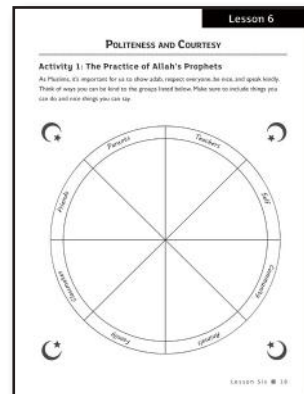 Lesson 6
POLITENESS AND COURTESY
Activity 1: The Practice of Allah's Prophets
As Muslims, it's important for us to show adab, respect everyone, be nice, and speak kindly.
Think of ways you can be kind to the groups listed below. Make sure to include things you
can do and nice things you can say
Parents
Teachers
Friends
Self
Classmates
Community
Family
Animals
Lesson Six 16